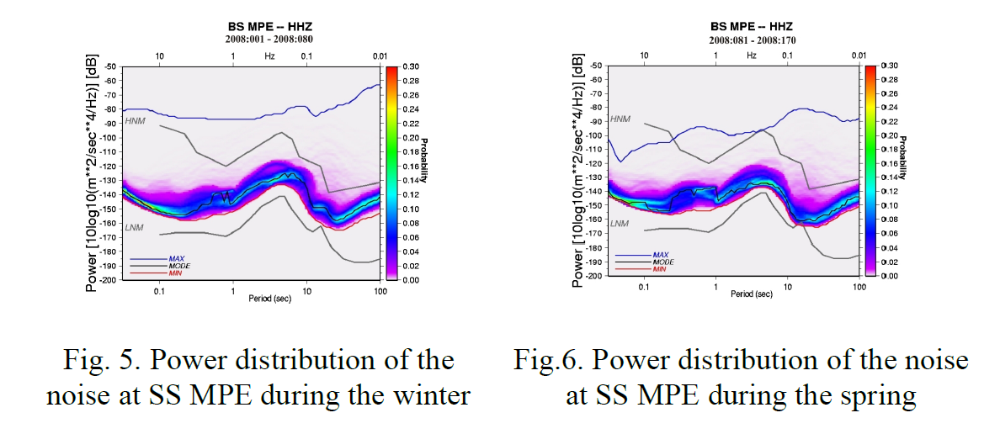 BS MPE -- HHZ
2008:001 - 2008:080
10 1 Hz 0.1 0.01
Power [10log10(m**2/sec**4/Hz)] [dB]
-50
-60
-70
-80
-90
-100
-110
-120
-130
-140
-150
-160
-170
-180
-190
-200
HNM
LNM
MAX
MODE
MIN
0.1 1 10 100
Period (sec)
0.30
0.28
0.26
0.24
0.22
0.20
0.18
0.16
0.14
0.12
0.10
0.08
0.06
0.04
0.02
0.00
Probability
Fig. 5. Power distribution of the
noise at SS MPE during the winter
BS MPE -- HHZ
2008:081 - 2008:170
10 1 Hz 0.1 0.01
Power [10log10(m**2/sec**4/Hz)] [dB]
-50
-60
-70
-80
-90
-100
-110
-120
-130
-140
-150
-160
-170
-180
-190
-200
HNM
LNM
MAX
MODE
MIN
0.1 1 10 100
Period (sec)
0.30
0.28
0.26
0.24
0.22
0.20
0.18
0.16
0.14
0.12
0.10
0.08
0.06
0.04
0.02
0.00
Probability
Fig.6. Power distribution of the noise
at SS MPE during the spring